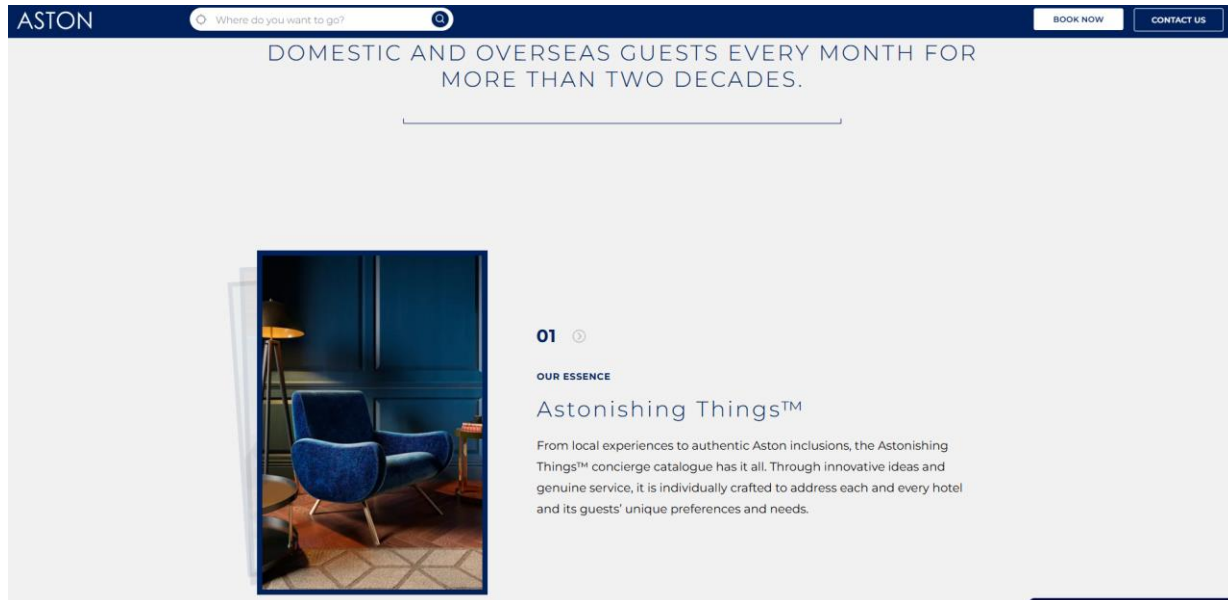 ASTON
Where do you want to go?
BOOK NOW
CONTACT US
DOMESTIC AND OVERSEAS GUESTS EVERY MONTH FOR
MORE THAN TWO DECADES.
01
OUR ESSENCE
Astonishing Things™
From local experiences to authentic Aston inclusions, the Astonishing
Things™ concierge catalogue has it all. Through innovative ideas and
genuine service, it is individually crafted to address each and every hotel
and its guests’ unique preferences and needs.